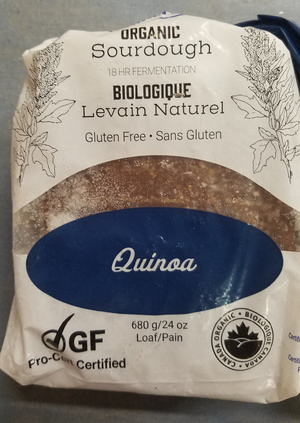 ORGANIC
Sourdough
18 HR FERMENTATION
BIOLOGIQUE
Levain Naturel
Gluten Free • Sans Gluten
Quinoa
GF
Pro-Cert Certified
680 g/24 oz
Loaf/Pain
CANADA ORGANIC • BIOLOGIQUE CANADA